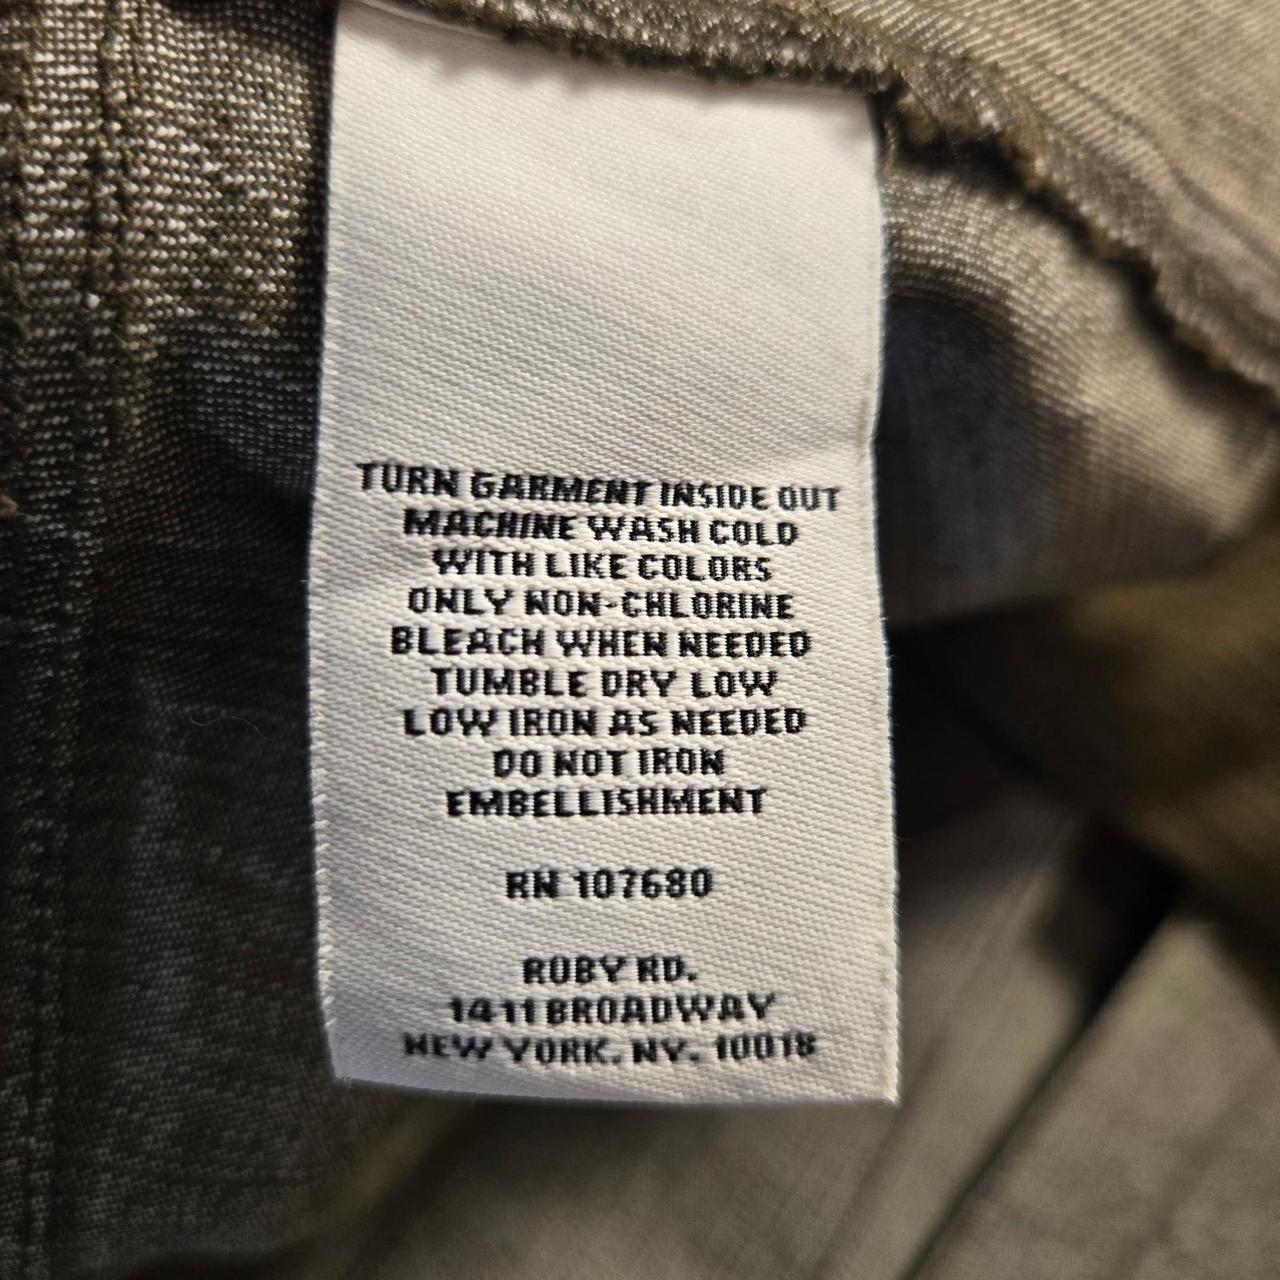 TURN GARMENT INSIDE OUT
MACHINE WASH COLD
WITH LIKE COLORS
ONLY NON-CHLORINE
BLEACH WHEN NEEDED
TUMBLE DRY LOW
LOW IRON AS NEEDED
DO NOT IRON
EMBELLISHMENT
RN 107680
ROBY RD.
1411 BROADWAY
NEW YORK. NY. 10018